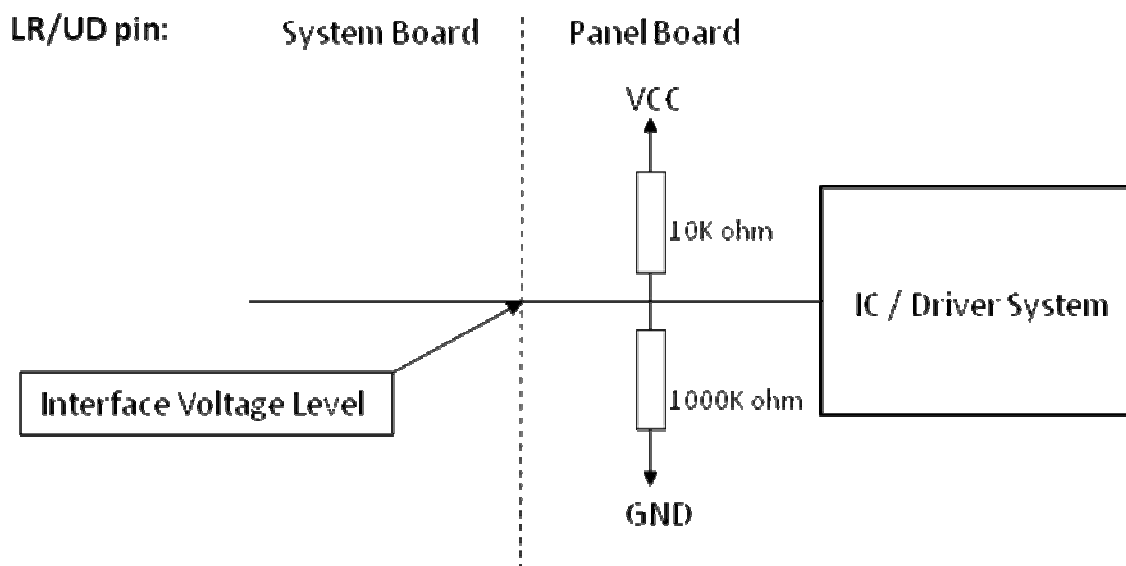 LR/UD pin:
System Board
Panel Board
VCC
10K ohm
IC / Driver System
Interface Voltage Level
1000K ohm
GND